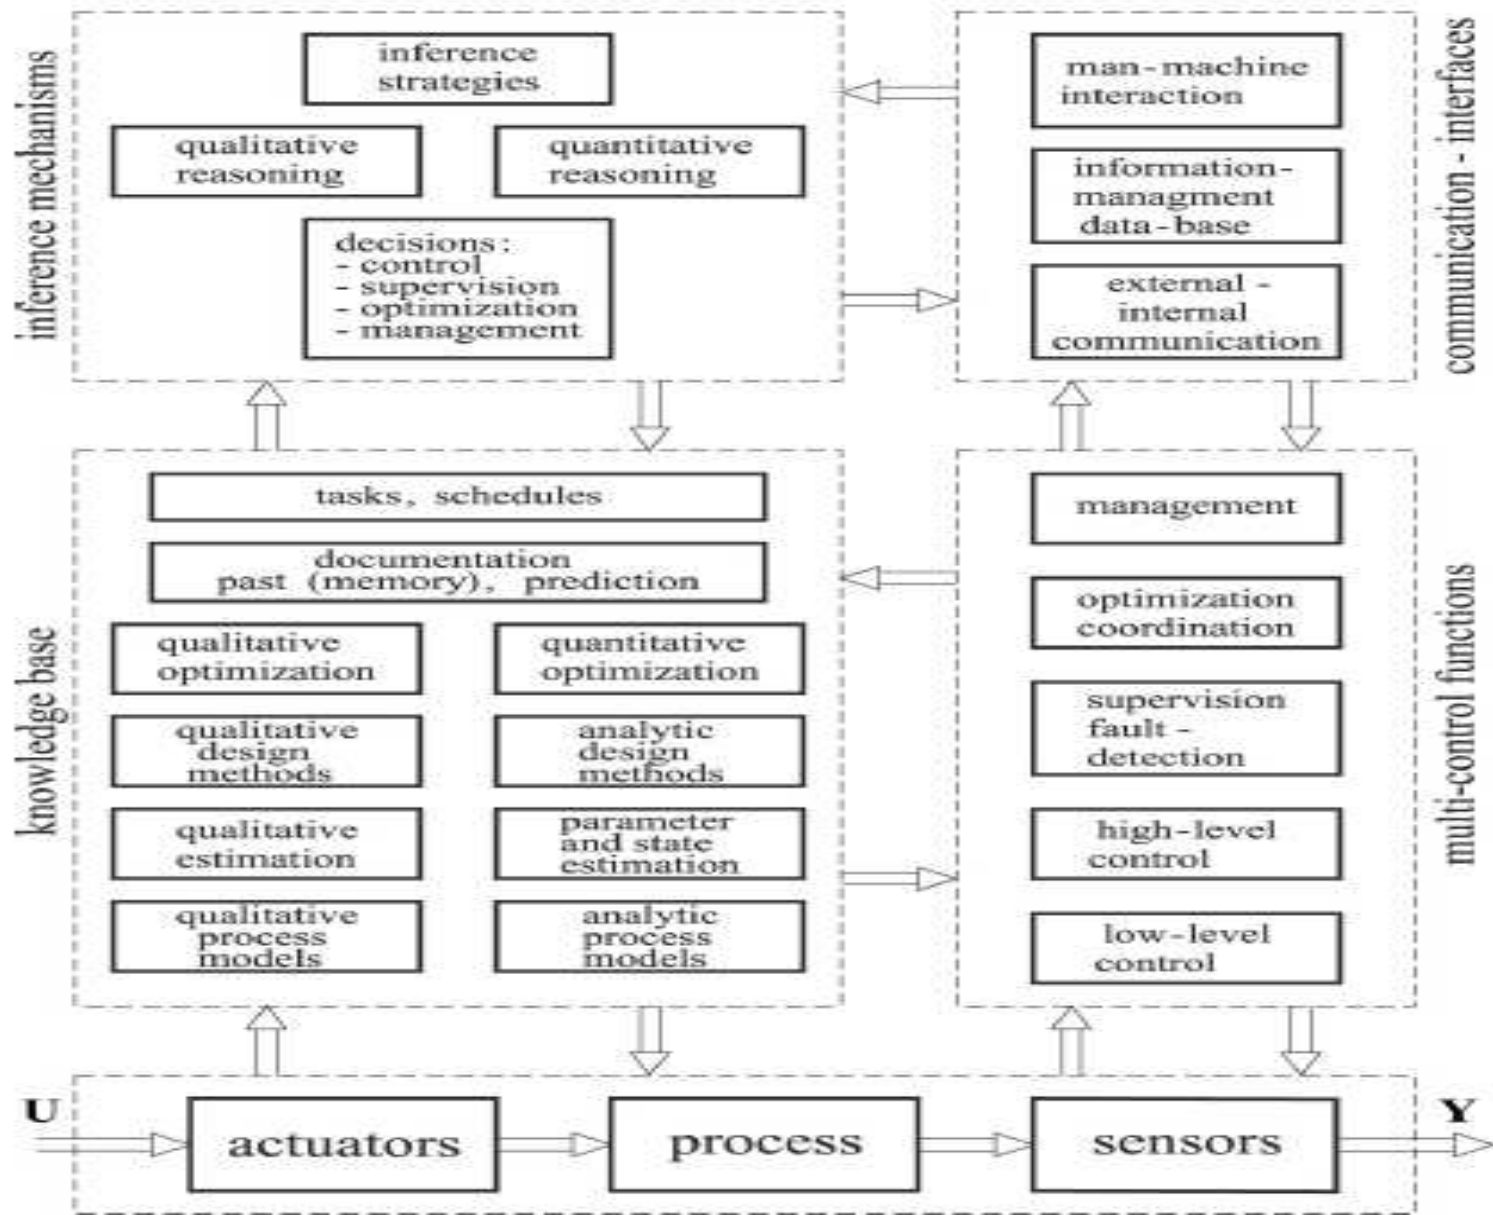 inference mechanisms
inference
strategies
qualitative
reasoning
quantitative
reasoning
decisions:
- control
- supervision
- optimization
- management
communication - interfaces
man-machine
interaction
information-
managment
data-base
external -
internal
communication
knowledge base
tasks, schedules
documentation
past (memory), prediction
qualitative
optimization
quantitative
optimization
qualitative
design
methods
analytic
design
methods
qualitative
estimation
parameter
and state
estimation
qualitative
process
models
analytic
process
models
multi-control functions
management
optimization
coordination
supervision
fault -
detection
high-level
control
low-level
control
U
actuators
process
sensors
Y